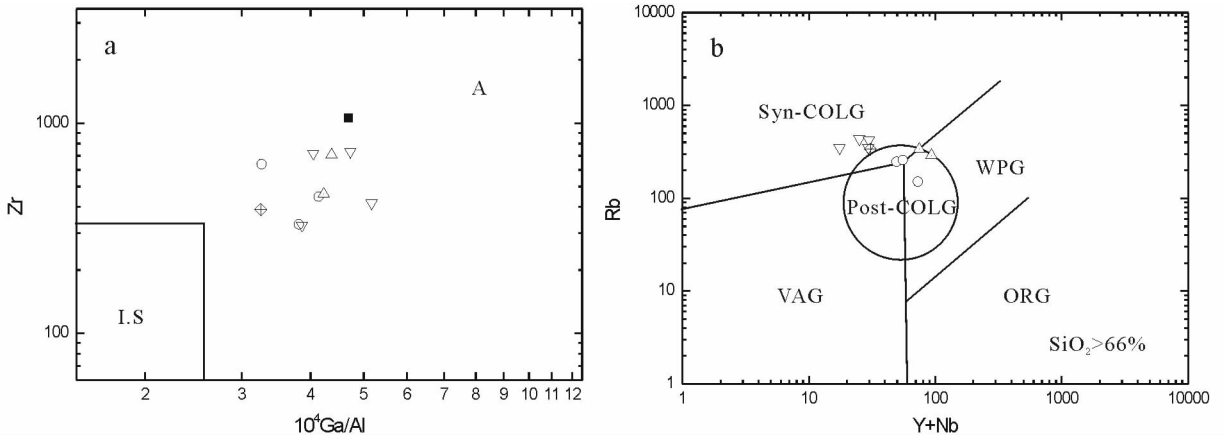 a
A
I.S
Zr
1000
100
2 3 4 5 6 7 8 9 10 11 12
10⁴Ga/Al
b
Syn-COLG
WPG
Post-COLG
VAG
ORG
SiO₂>66%
Rb
10000
1000
100
10
1
1 10 100 1000 10000
Y+Nb